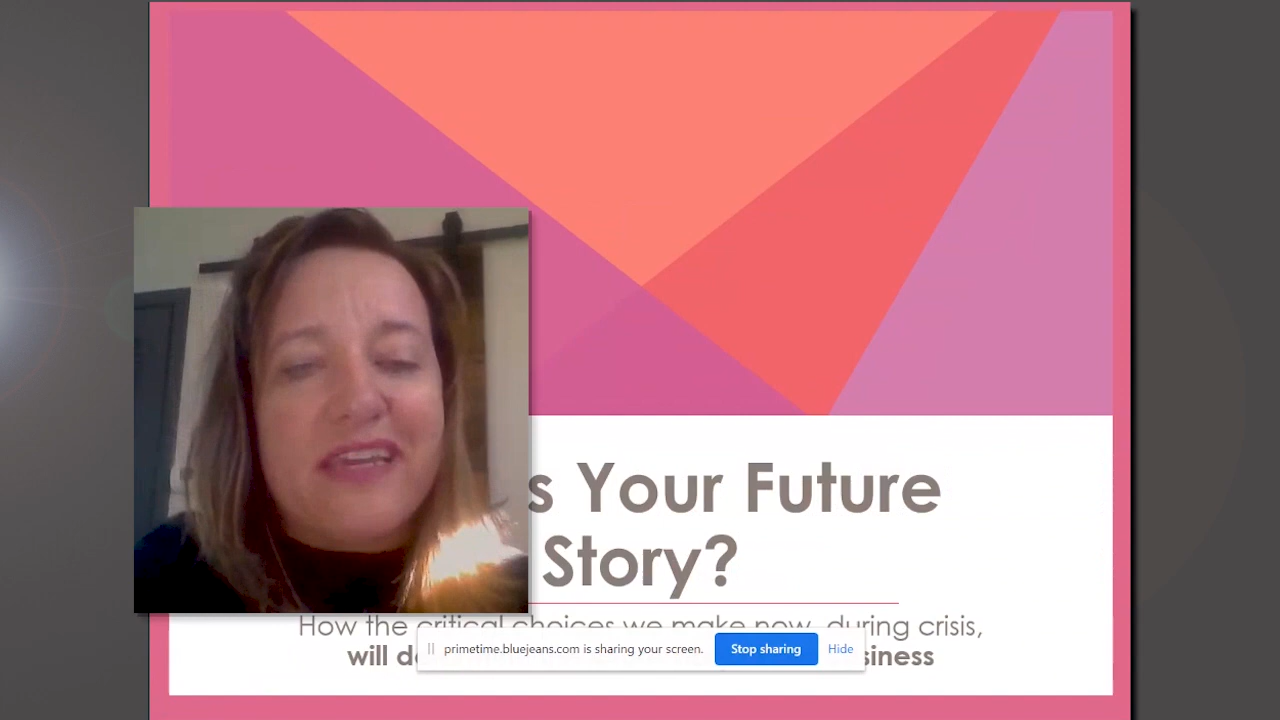 s Your Future
Story?
How the critical choices we make now, during crisis,
will
primetime.bluejeans.com is sharing your screen.
Stop sharing
Hide